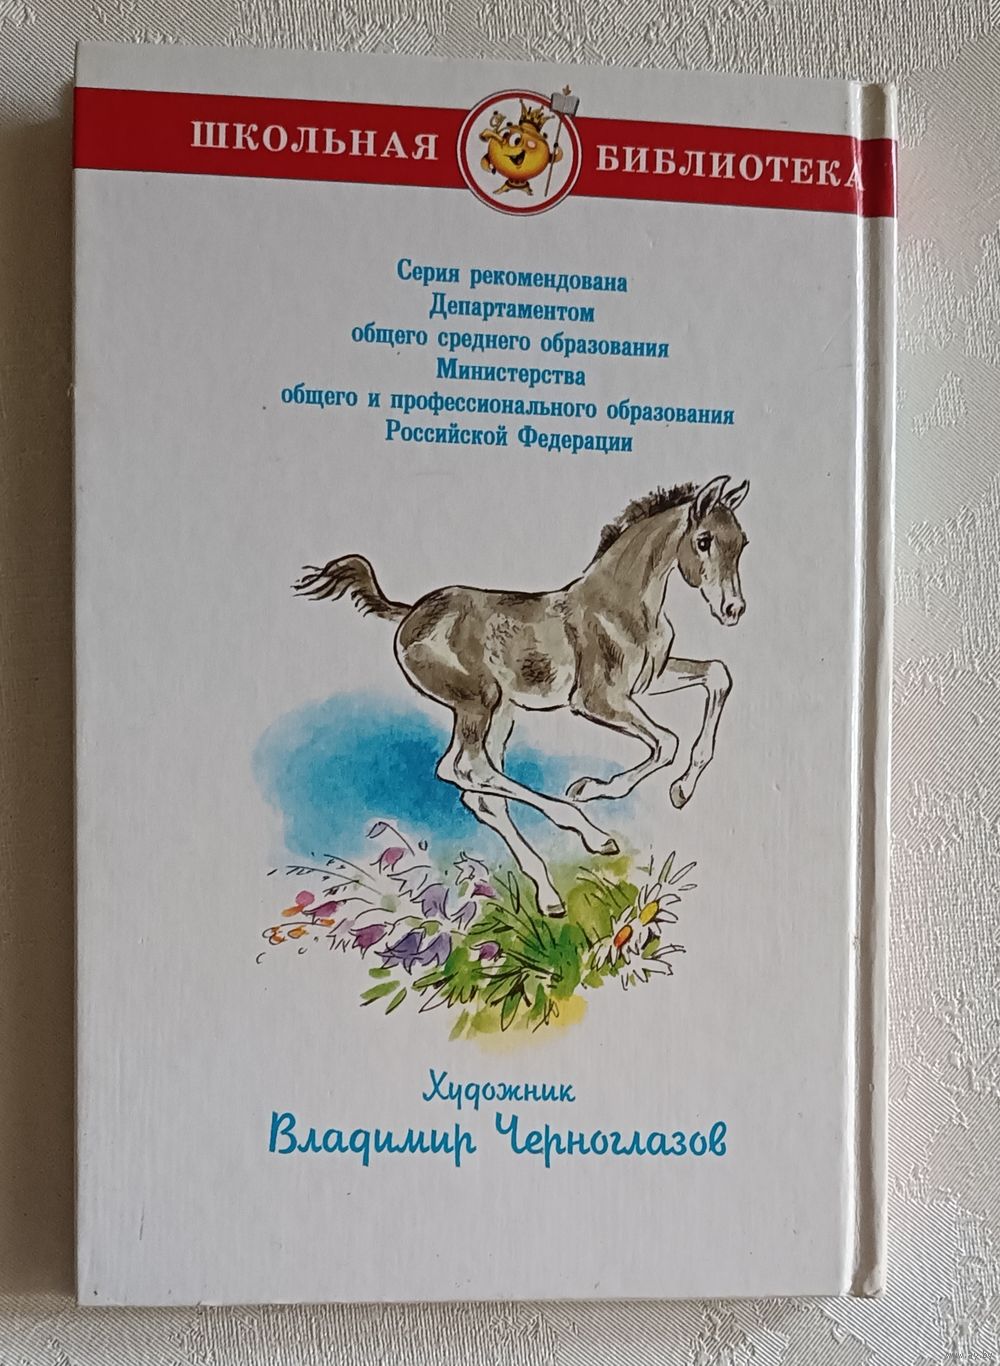 ШКОЛЬНАЯ БИБЛИОТЕКА
Серия рекомендована
Департаментом
общего среднего образования
Министерства
общего и профессионального образования
Российской Федерации
Художник
Владимир Черноглазов